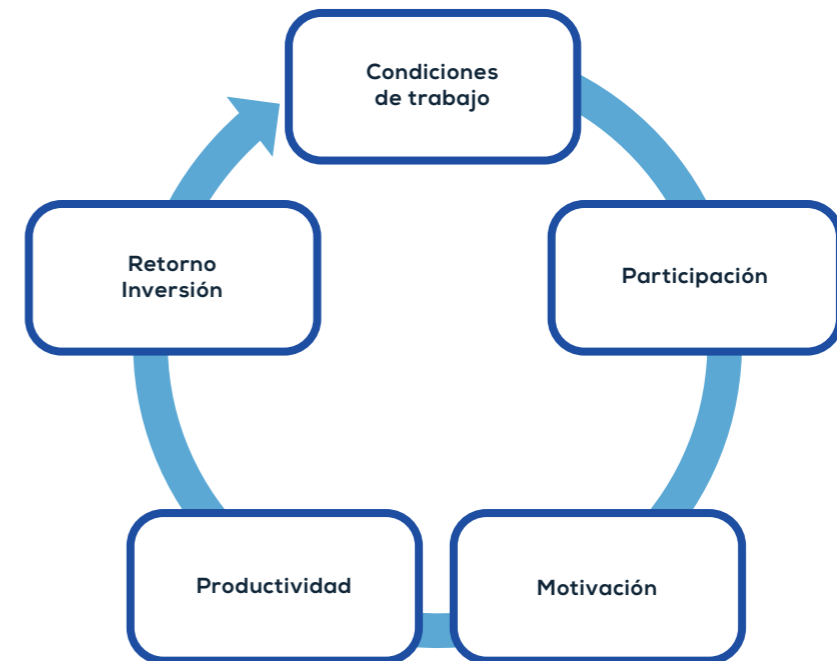 Condiciones
de trabajo
Participación
Motivación
Productividad
Retorno
Inversión